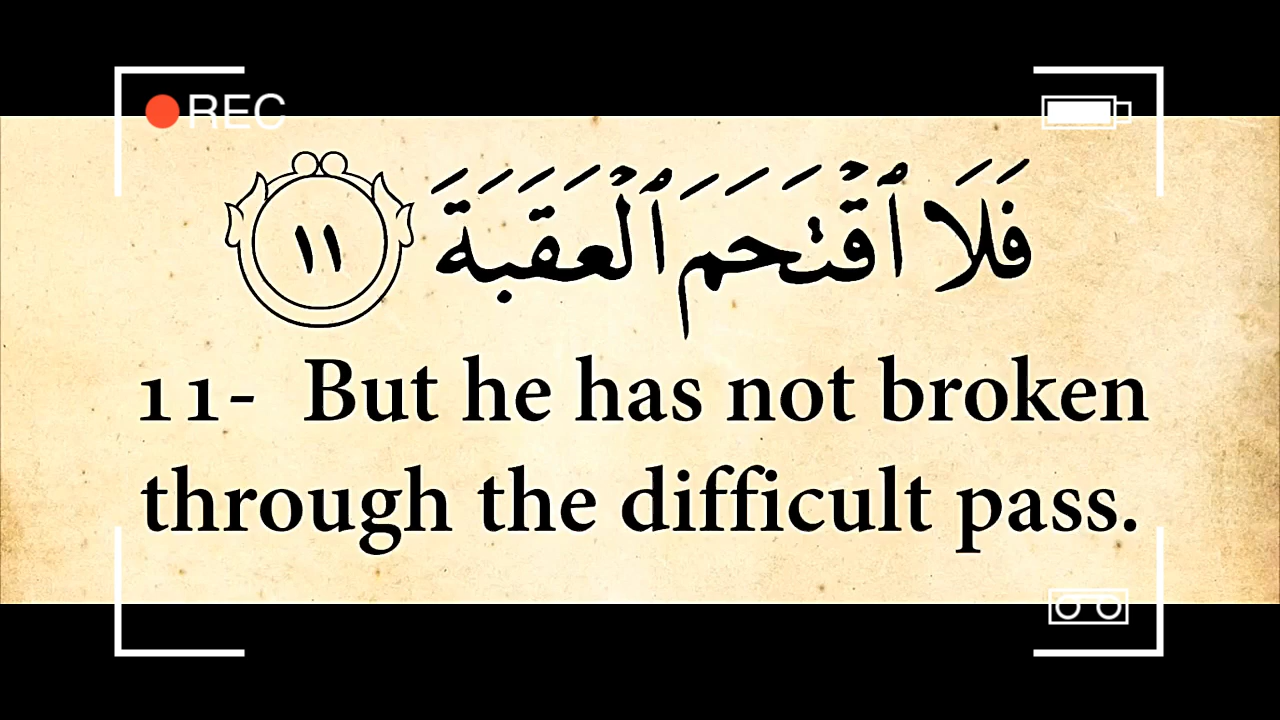 REC
فَلَا ٱقْتَحَمَ ٱلْعَقَبَةَ ١١
11- But he has not broken
through the difficult pass.